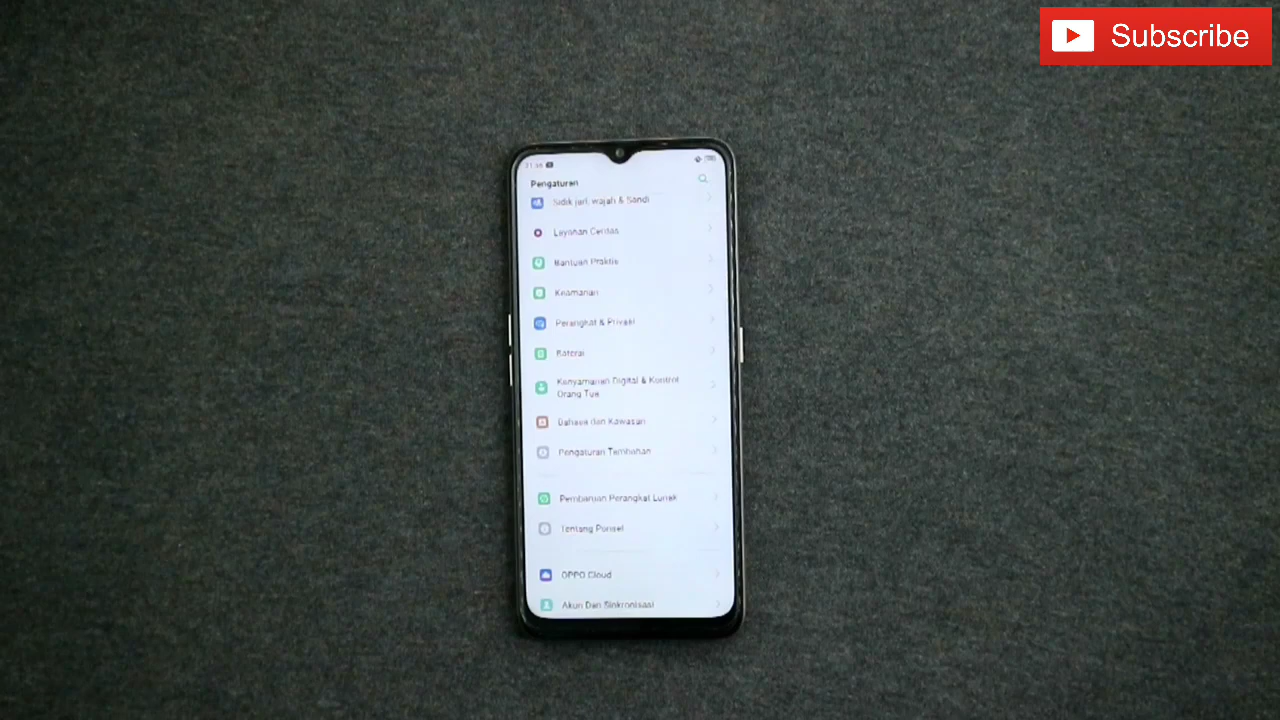 Subscribe
Pengaturan
Sidik jari, wajah & Sandi
Layanan Cerdas
Bantuan Praktis
Keamanan
Perangkat & Privasi
Baterai
Kenyamanan Digital & Kontrol
Orang Tua
Bahasa dan Kawasan
Pengaturan Tambahan
Pembaruan Perangkat Lunak
Tentang Ponsel
OPPO Cloud
Akun Dan Sinkronisasi